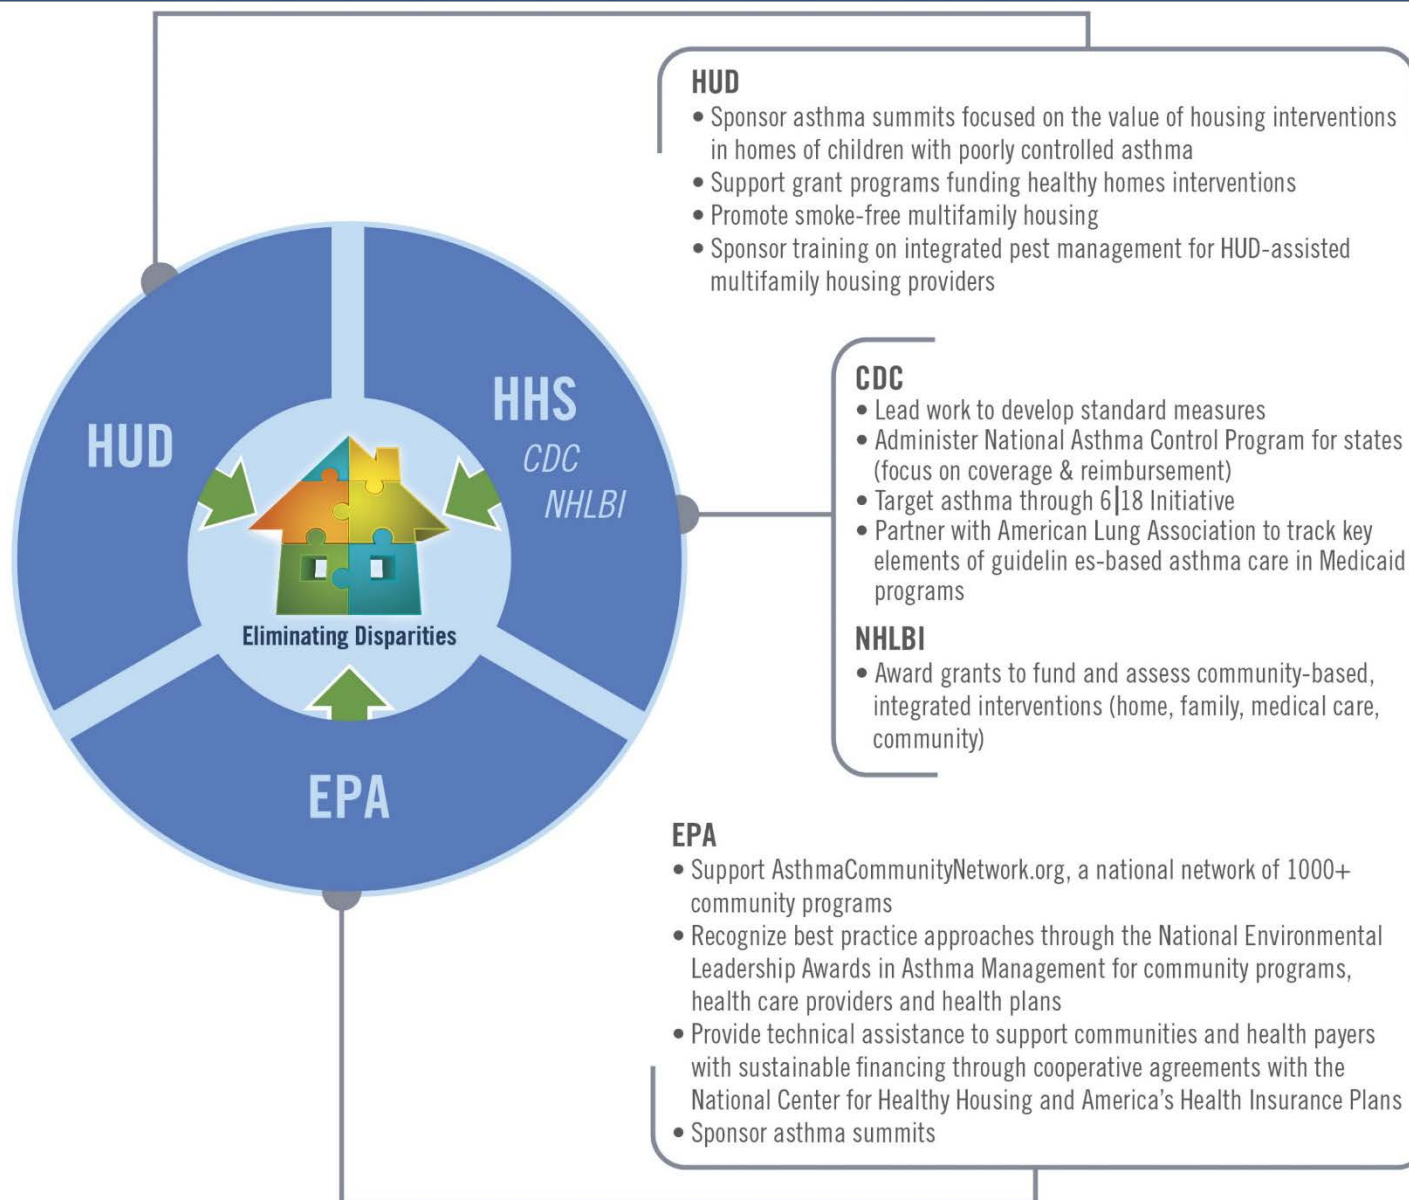 HUD
• Sponsor asthma summits focused on the value of housing interventions
in homes of children with poorly controlled asthma
• Support grant programs funding healthy homes interventions
• Promote smoke-free multifamily housing
• Sponsor training on integrated pest management for HUD-assisted
multifamily housing providers
HUD
HHS
CDC
NHLBI
Eliminating Disparities
EPA
CDC
• Lead work to develop standard measures
• Administer National Asthma Control Program for states
(focus on coverage & reimbursement)
• Target asthma through 6|18 Initiative
• Partner with American Lung Association to track key
elements of guidelin es-based asthma care in Medicaid
programs
NHLBI
• Award grants to fund and assess community-based,
integrated interventions (home, family, medical care,
community)
EPA
• Support AsthmaCommunityNetwork.org, a national network of 1000+
community programs
• Recognize best practice approaches through the National Environmental
Leadership Awards in Asthma Management for community programs,
health care providers and health plans
• Provide technical assistance to support communities and health payers
with sustainable financing through cooperative agreements with the
National Center for Healthy Housing and America's Health Insurance Plans
• Sponsor asthma summits